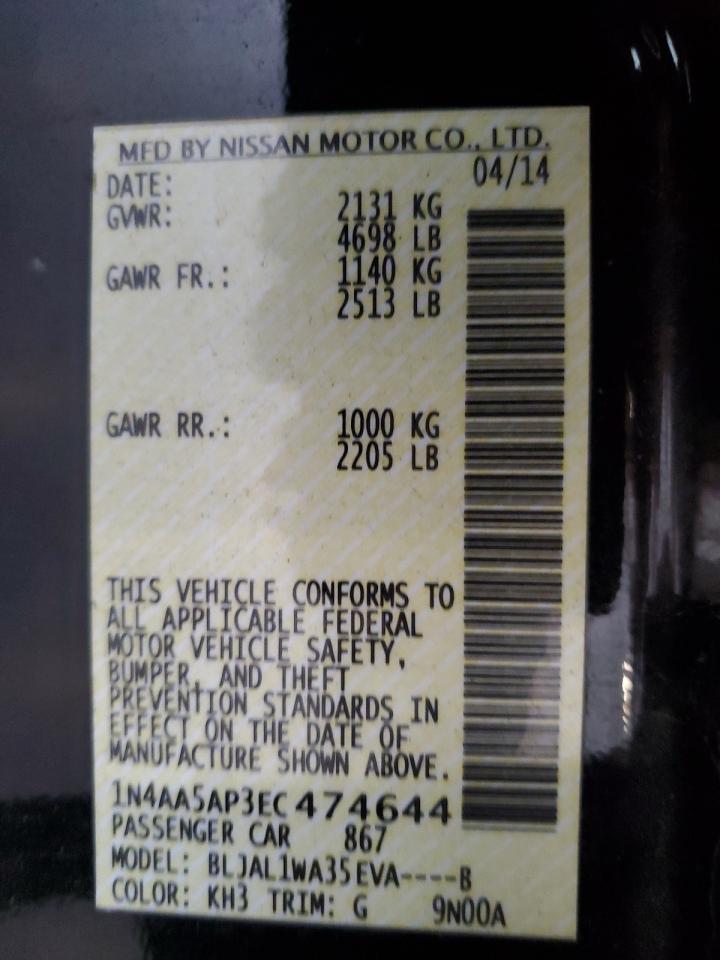 MFD BY NISSAN MOTOR CO., LTD.
DATE: 04/14
GVWR: 2131 KG
4698 LB
GAWR FR.: 1140 KG
2513 LB
GAWR RR.: 1000 KG
2205 LB
THIS VEHICLE CONFORMS TO
ALL APPLICABLE FEDERAL
MOTOR VEHICLE SAFETY,
BUMPER, AND THEFT
PREVENTION STANDARDS IN
EFFECT ON THE DATE OF
MANUFACTURE SHOWN ABOVE.
1N4AA5AP3EC474644
PASSENGER CAR 867
MODEL: BLJAL1WA35EVA----B
COLOR: KH3 TRIM: G 9N00A